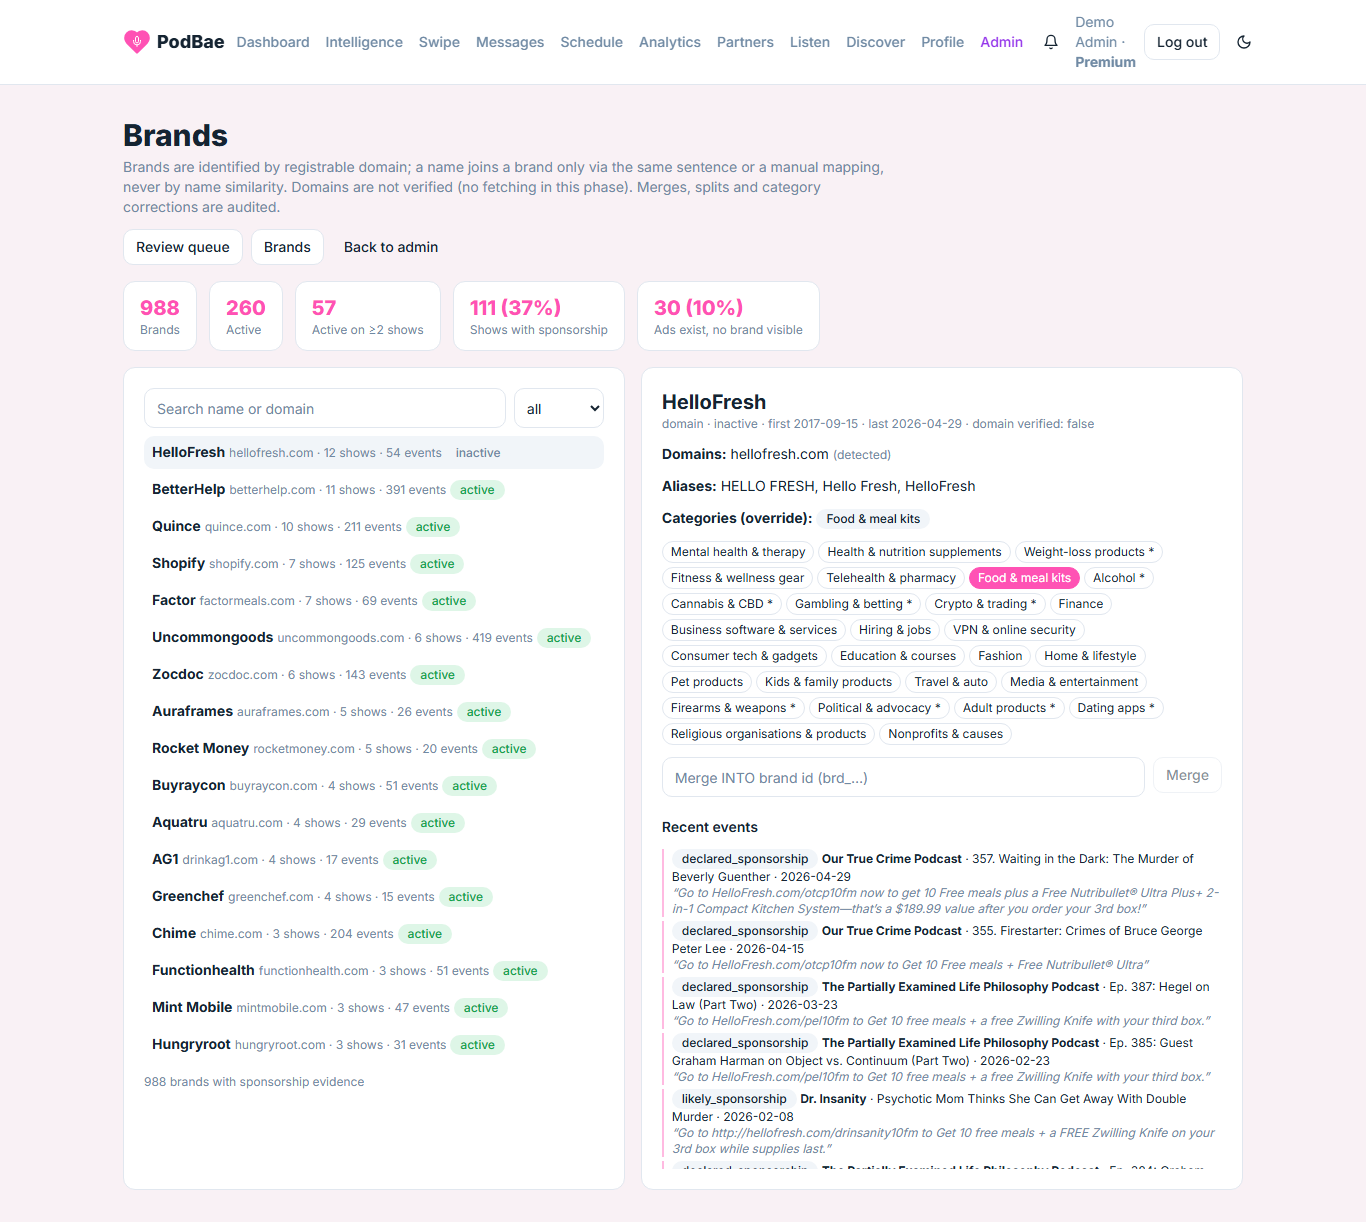 PodBae
Dashboard
Intelligence
Swipe
Messages
Schedule
Analytics
Partners
Listen
Discover
Profile
Admin
Demo
Admin ·
Premium
Log out
Brands
Brands are identified by registrable domain; a name joins a brand only via the same sentence or a manual mapping,
never by name similarity. Domains are not verified (no fetching in this phase). Merges, splits and category
corrections are audited.
Review queue
Brands
Back to admin
988
Brands
260
Active
57
Active on ≥2 shows
111 (37%)
Shows with sponsorship
30 (10%)
Ads exist, no brand visible
Search name or domain
all
HelloFresh hellofresh.com · 12 shows · 54 events inactive
BetterHelp betterhelp.com · 11 shows · 391 events active
Quince quince.com · 10 shows · 211 events active
Shopify shopify.com · 7 shows · 125 events active
Factor factormeals.com · 7 shows · 69 events active
Uncommongoods uncommongoods.com · 6 shows · 419 events active
Zocdoc zocdoc.com · 6 shows · 143 events active
Auraframes auraframes.com · 5 shows · 26 events active
Rocket Money rocketmoney.com · 5 shows · 20 events active
Buyraycon buyraycon.com · 4 shows · 51 events active
Aquatru aquatru.com · 4 shows · 29 events active
AG1 drinkag1.com · 4 shows · 17 events active
Greenchef greenchef.com · 4 shows · 15 events active
Chime chime.com · 3 shows · 204 events active
Functionhealth functionhealth.com · 3 shows · 51 events active
Mint Mobile mintmobile.com · 3 shows · 47 events active
Hungryroot hungryroot.com · 3 shows · 31 events active
988 brands with sponsorship evidence
HelloFresh
domain · inactive · first 2017-09-15 · last 2026-04-29 · domain verified: false
Domains: hellofresh.com (detected)
Aliases: HELLO FRESH, Hello Fresh, HelloFresh
Categories (override): Food & meal kits
Mental health & therapy Health & nutrition supplements Weight-loss products *
Fitness & wellness gear Telehealth & pharmacy Food & meal kits Alcohol *
Cannabis & CBD * Gambling & betting * Crypto & trading * Finance
Business software & services Hiring & jobs VPN & online security
Consumer tech & gadgets Education & courses Fashion Home & lifestyle
Pet products Kids & family products Travel & auto Media & entertainment
Firearms & weapons * Political & advocacy * Adult products * Dating apps *
Religious organisations & products Nonprofits & causes
Merge INTO brand id (brd_...)
Merge
Recent events
declared_sponsorship Our True Crime Podcast · 357. Waiting in the Dark: The Murder of
Beverly Guenther · 2026-04-29
“Go to HelloFresh.com/otcp10fm now to get 10 Free meals plus a Free Nutribullet® Ultra Plus+ 2-
in-1 Compact Kitchen System—that's a $189.99 value after you order your 3rd box!”
declared_sponsorship Our True Crime Podcast · 355. Firestarter: Crimes of Bruce George
Peter Lee · 2026-04-15
“Go to HelloFresh.com/otcp10fm now to Get 10 Free meals + Free Nutribullet® Ultra”
declared_sponsorship The Partially Examined Life Philosophy Podcast · Ep. 387: Hegel on
Law (Part Two) · 2026-03-23
“Go to HelloFresh.com/pel10fm to Get 10 free meals + a free Zwilling Knife with your third box.”
declared_sponsorship The Partially Examined Life Philosophy Podcast · Ep. 385: Guest
Graham Harman on Object vs. Continuum (Part Two) · 2026-02-23
“Go to HelloFresh.com/pel10fm to Get 10 free meals + a free Zwilling Knife with your third box.”
likely_sponsorship Dr. Insanity · Psychotic Mom Thinks She Can Get Away With Double
Murder · 2026-02-08
“Go to http://hellofresh.com/drinsanity10fm to Get 10 free meals + a FREE Zwilling Knife on your
3rd box while supplies last.”